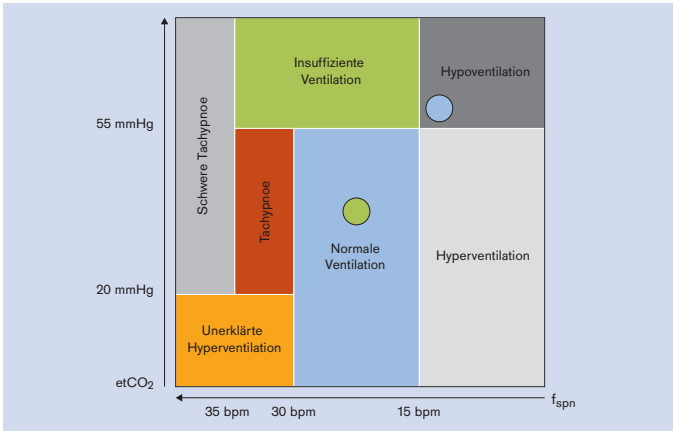 Insuffiziente
Ventilation
Hypoventilation
55 mmHg
Schwere Tachypnoe
Tachypnoe
Normale
Ventilation
Hyperventilation
20 mmHg
Unerklärte
Hyperventilation
etCO₂
35 bpm
30 bpm
15 bpm
fspn